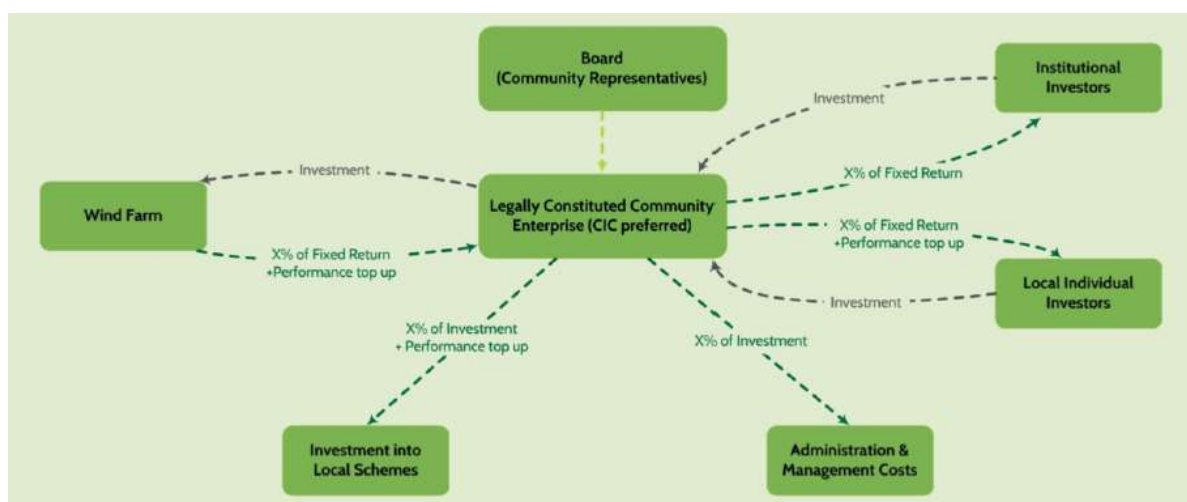 Board
(Community Representatives)
Institutional
Investors
Investment
Investment
X% of Fixed Return
Wind Farm
Legally Constituted Community
Enterprise (CIC preferred)
X% of Fixed Return
+Performance top up
X% of Fixed Return
+Performance top up
Local Individual
Investors
Investment
X% of Investment
+ Performance top up
X% of Investment
Investment into
Local Schemes
Administration &
Management Costs